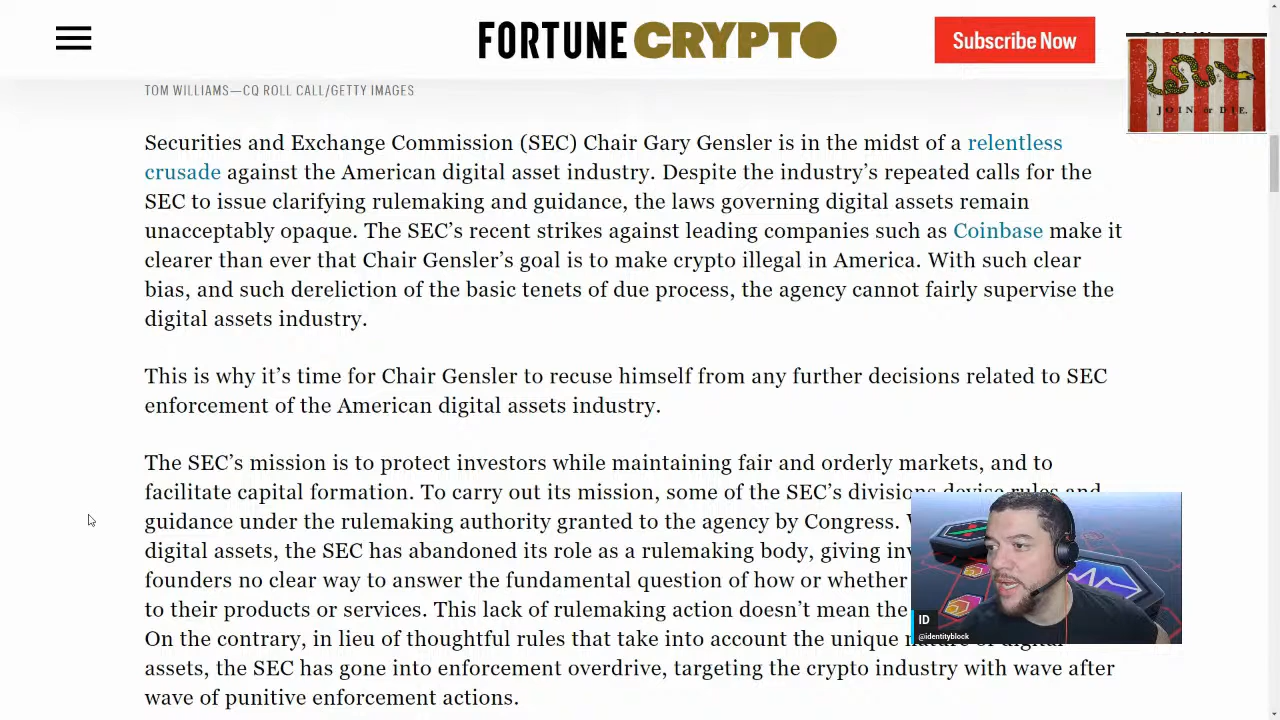 FORTUNE CRYPTO
Subscribe Now
JOIN, or DIE.
TOM WILLIAMS—CQ ROLL CALL/GETTY IMAGES
Securities and Exchange Commission (SEC) Chair Gary Gensler is in the midst of a relentless
crusade against the American digital asset industry. Despite the industry’s repeated calls for the
SEC to issue clarifying rulemaking and guidance, the laws governing digital assets remain
unacceptably opaque. The SEC’s recent strikes against leading companies such as Coinbase make it
clearer than ever that Chair Gensler’s goal is to make crypto illegal in America. With such clear
bias, and such dereliction of the basic tenets of due process, the agency cannot fairly supervise the
digital assets industry.
This is why it’s time for Chair Gensler to recuse himself from any further decisions related to SEC
enforcement of the American digital assets industry.
The SEC’s mission is to protect investors while maintaining fair and orderly markets, and to
facilitate capital formation. To carry out its mission, some of the SEC’s divisions devise rules and
guidance under the rulemaking authority granted to the agency by Congress.
digital assets, the SEC has abandoned its role as a rulemaking body, giving
founders no clear way to answer the fundamental question of how or whether
to their products or services. This lack of rulemaking action doesn’t mean the
On the contrary, in lieu of thoughtful rules that take into account the unique nature of digital
assets, the SEC has gone into enforcement overdrive, targeting the crypto industry with wave after
wave of punitive enforcement actions.
ID
@identityblock